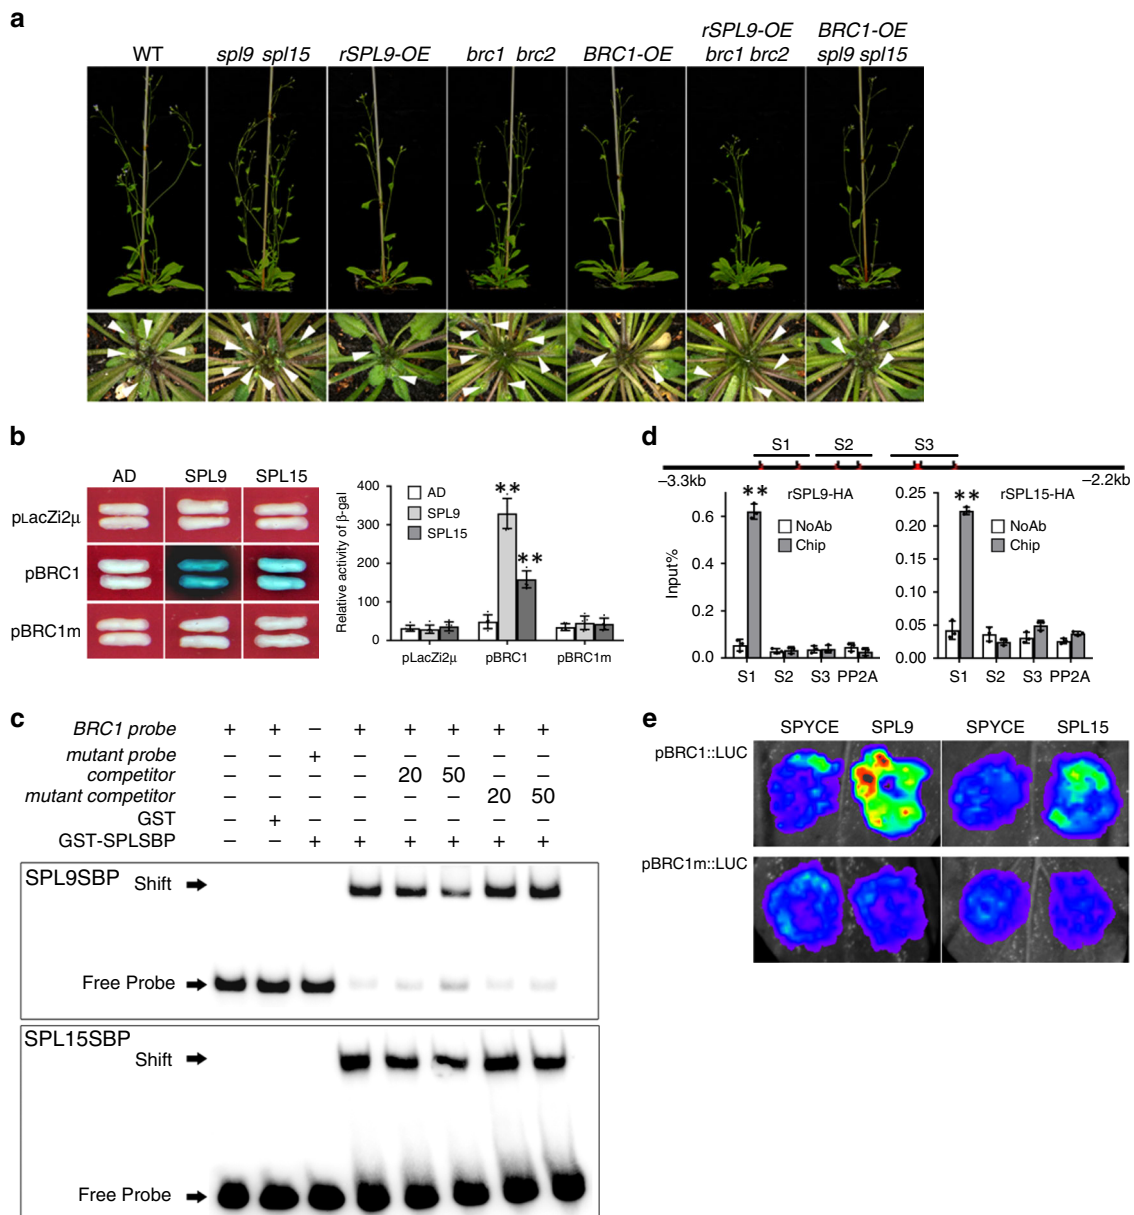 a
WT
spl9 spl15
rSPL9-OE
brc1 brc2
BRC1-OE
rSPL9-OE
brc1 brc2
BRC1-OE
spl9 spl15
b
AD SPL9 SPL15
pLacZi2μ
pBRC1
pBRC1m
Relative activity of β-gal
400
300
200
100
0
AD
SPL9
SPL15
**
**
pLacZi2μ pBRC1 pBRC1m
c
BRC1 probe + + – + + + + +
mutant probe – – + – – – – –
competitor – – – – 20 50 – –
mutant competitor – – – – – – 20 50
GST – + – – – – – –
GST-SPLSBP – – + + + + + +
SPL9SBP
Shift
Free Probe
SPL15SBP
Shift
Free Probe
d
S1 S2 S3
–3.3kb –2.2kb
Input%
0.6
0.4
0.2
0.0
**
rSPL9-HA
NoAb
Chip
S1 S2 S3 PP2A
0.25
0.20
0.15
0.10
0.05
0.00
**
rSPL15-HA
NoAb
Chip
S1 S2 S3 PP2A
e
SPYCE SPL9 SPYCE SPL15
pBRC1::LUC
pBRC1m::LUC